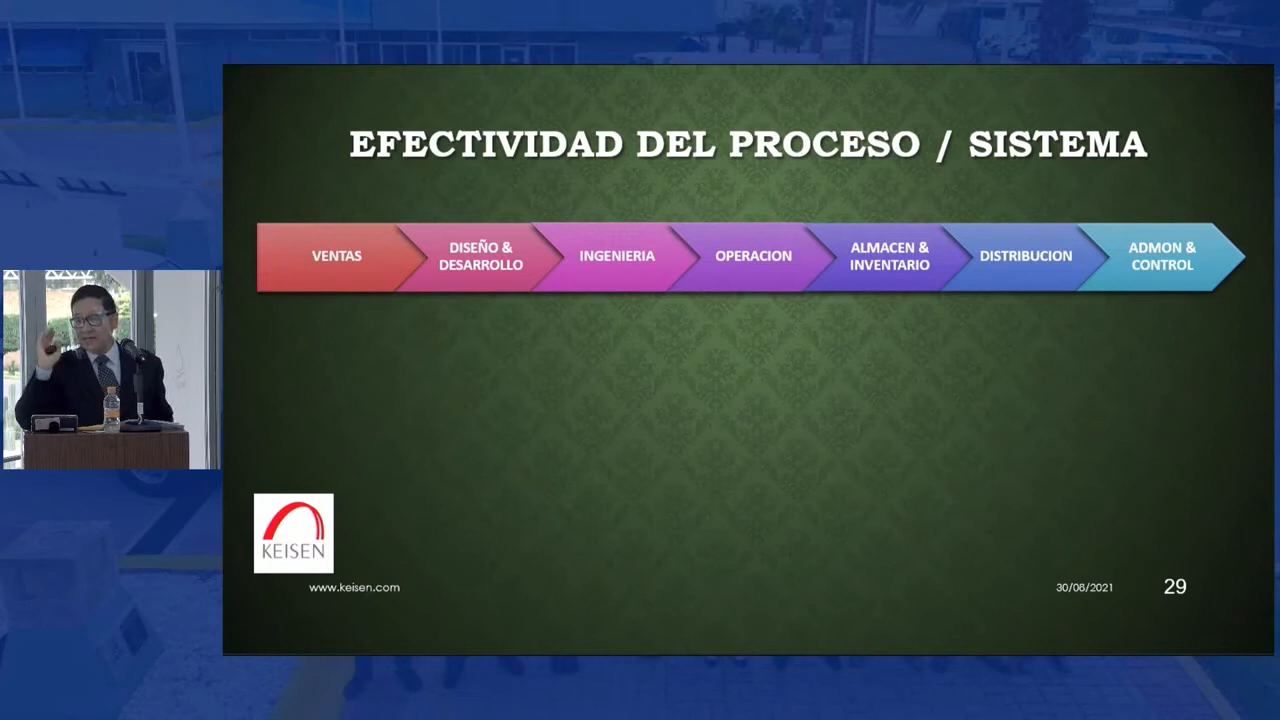 EFECTIVIDAD DEL PROCESO / SISTEMA
VENTAS
DISEÑO &
DESARROLLO
INGENIERIA
OPERACION
ALMACEN &
INVENTARIO
DISTRIBUCION
ADMON &
CONTROL
KEISEN
www.keisen.com
30/08/2021
29